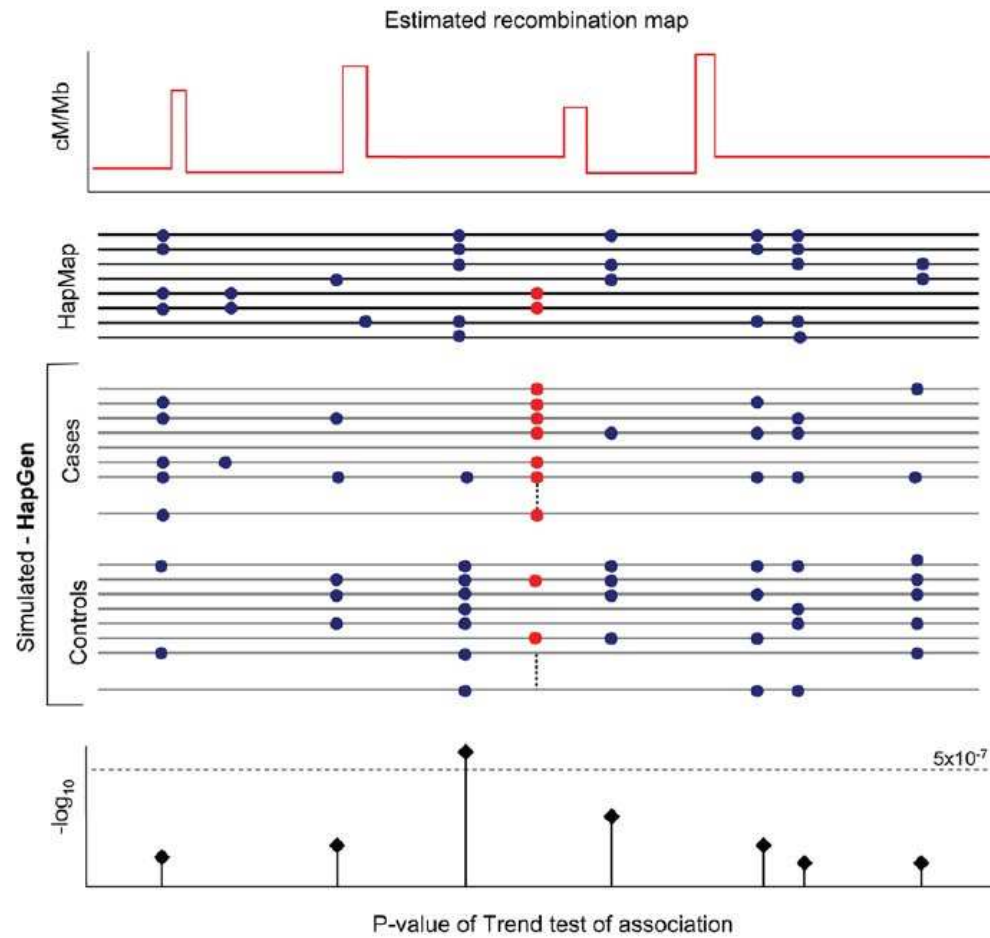 Estimated recombination map
cM/Mb
HapMap
Simulated - HapGen
Cases
Controls
-log10
5x10-7
P-value of Trend test of association